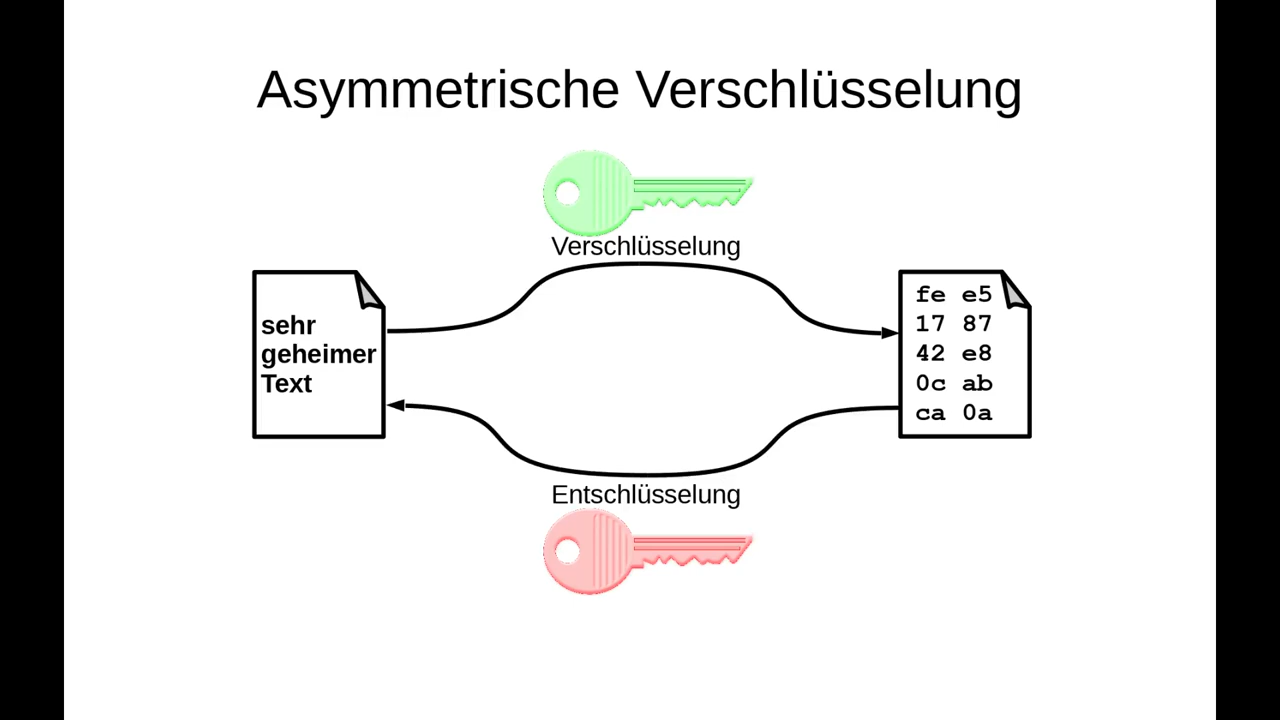 Asymmetrische Verschlüsselung
Verschlüsselung
sehr
geheimer
Text
fe e5
17 87
42 e8
0c ab
ca 0a
Entschlüsselung